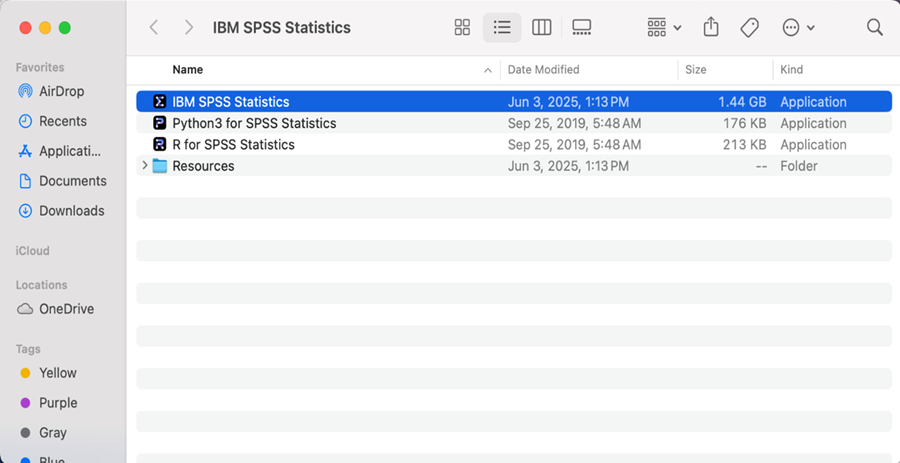 IBM SPSS Statistics
Favorites
AirDrop
Recents
Applicati...
Documents
Downloads
iCloud
Locations
OneDrive
Tags
Yellow
Purple
Gray
Blue
Name Date Modified Size Kind
IBM SPSS Statistics Jun 3, 2025, 1:13 PM 1.44 GB Application
Python3 for SPSS Statistics Sep 25, 2019, 5:48 AM 176 KB Application
R for SPSS Statistics Sep 25, 2019, 5:48 AM 213 KB Application
Resources Jun 3, 2025, 1:13 PM -- Folder